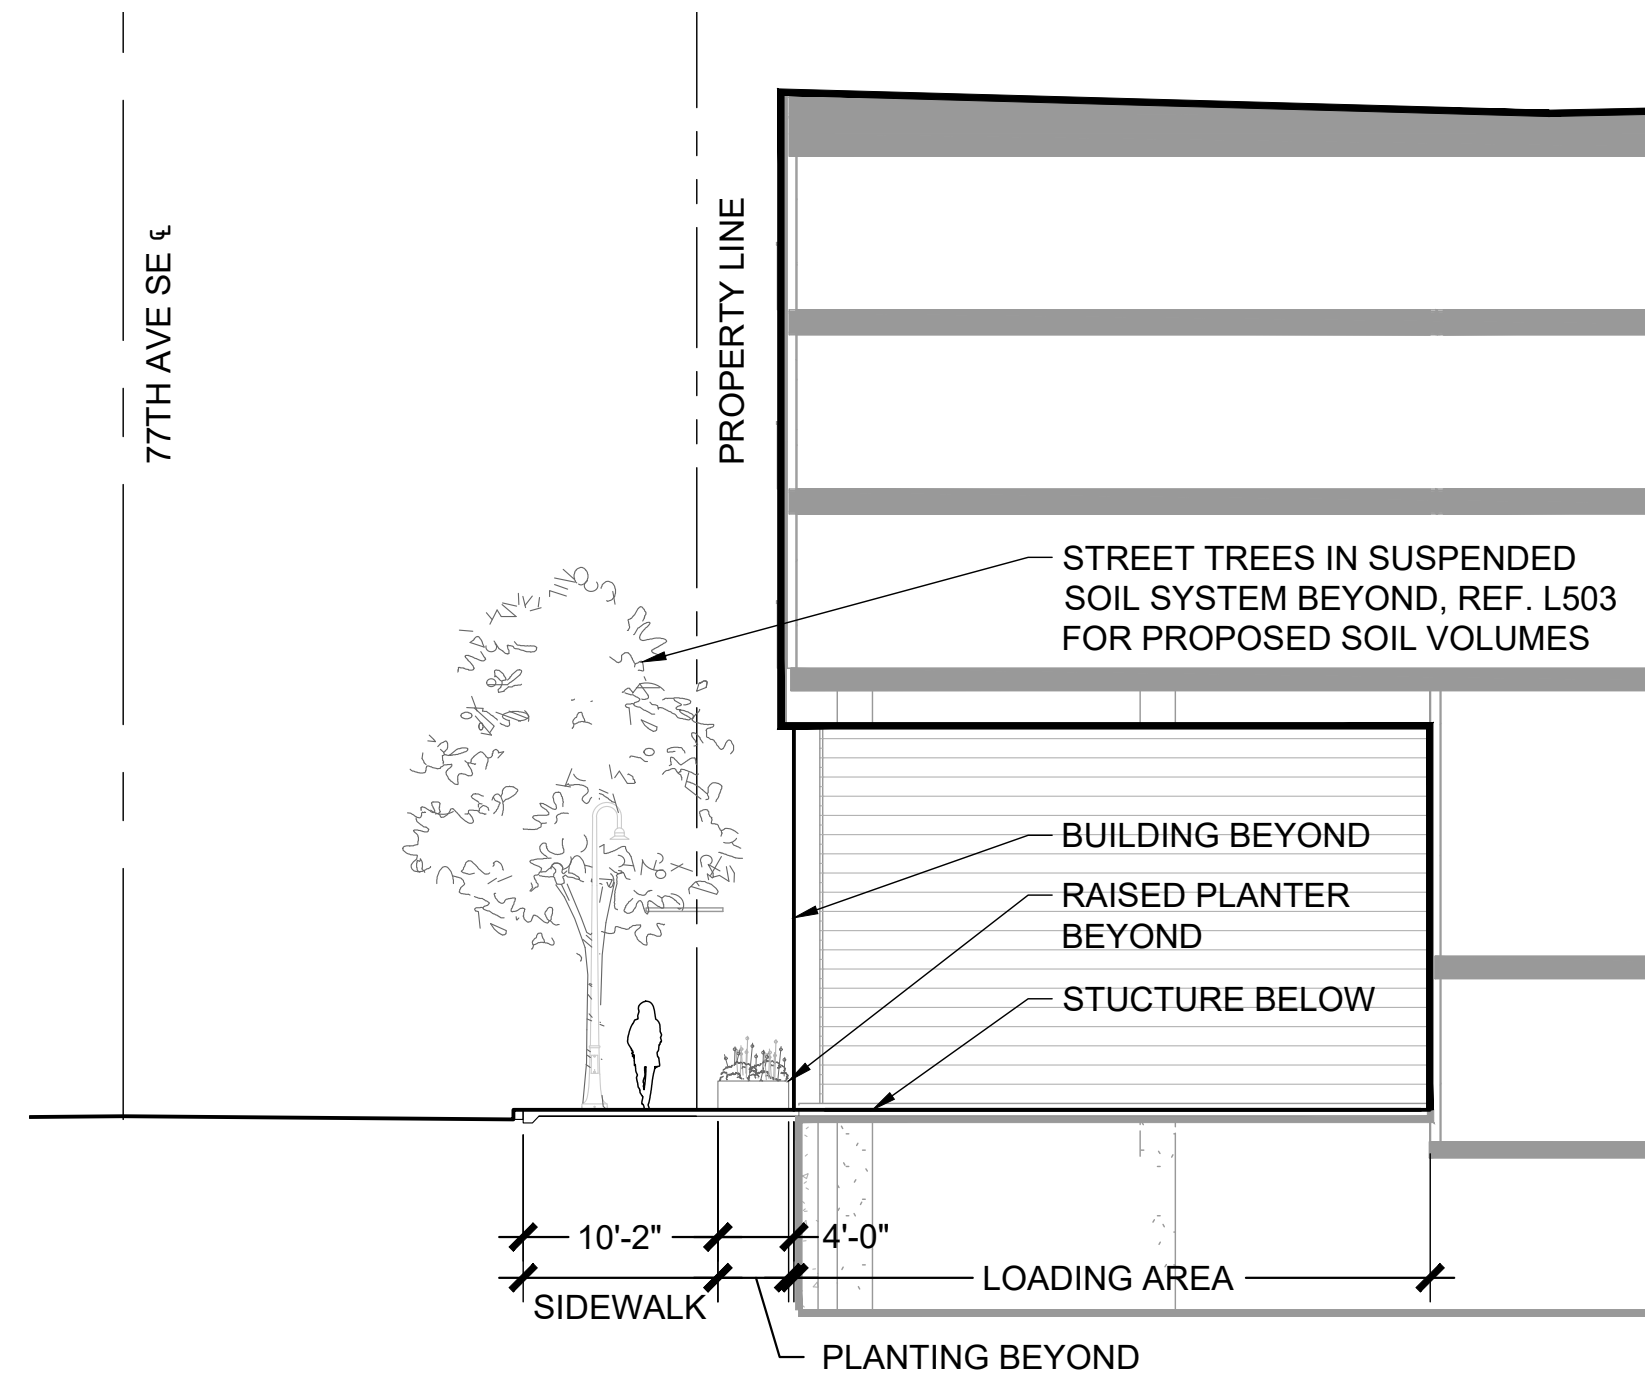 77TH AVE SE ℄
PROPERTY LINE
STREET TREES IN SUSPENDED
SOIL SYSTEM BEYOND, REF. L503
FOR PROPOSED SOIL VOLUMES
BUILDING BEYOND
RAISED PLANTER
BEYOND
STUCTURE BELOW
10'-2"
4'-0"
LOADING AREA
SIDEWALK
PLANTING BEYOND